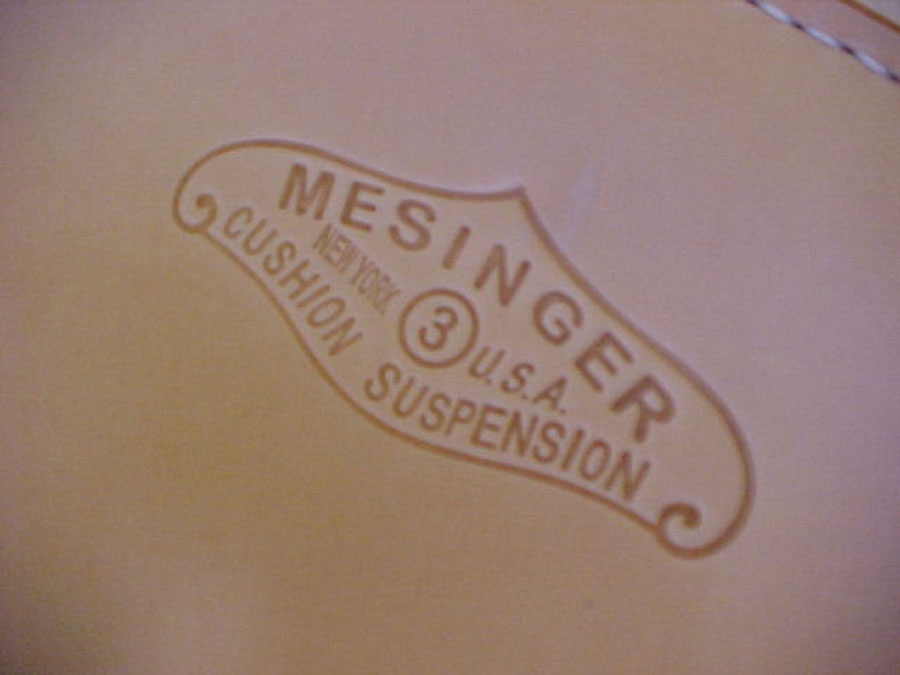 MESINGER
NEW YORK 3 U.S.A.
CUSHION SUSPENSION